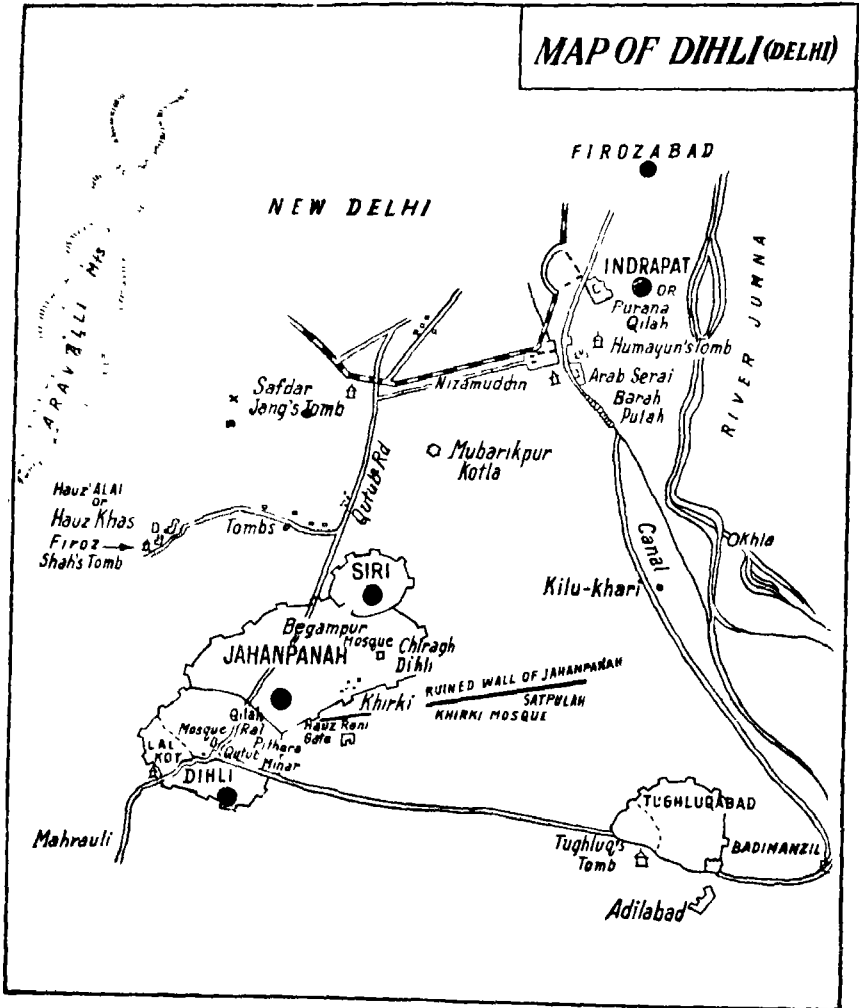 MAP OF DIHLI (DELHI)
FIROZABAD
NEW DELHI
INDRAPAT
OR
Purana
Qilah
Humayun's Tomb
RIVER JUMNA
ARAVALLI Mts
Safdar
Jang's Tomb
Nizamuddin
Arab Serai
Barah
Pulah
Mubarikpur
Kotla
Qutub Rd
Hauz 'ALAI
or
Hauz Khas
FIROZ
Shah's Tomb
Tombs
Okhla
Canal
Kilu-khari
SIRI
Begampur
Mosque
JAHANPANAH
Chiragh
Dihli
Khirki
RUINED WALL OF JAHANPANAH
SATPULAH
KHIRKI MOSQUE
Hauz Rani
Gate
Qilah
Rai
Pithara
Mosque
Qutut
Minar
LAL
KOT
DIHLI
Mahrauli
TUGHLUQABAD
Tughluq's
Tomb
BADIMANZIL
Adilabad